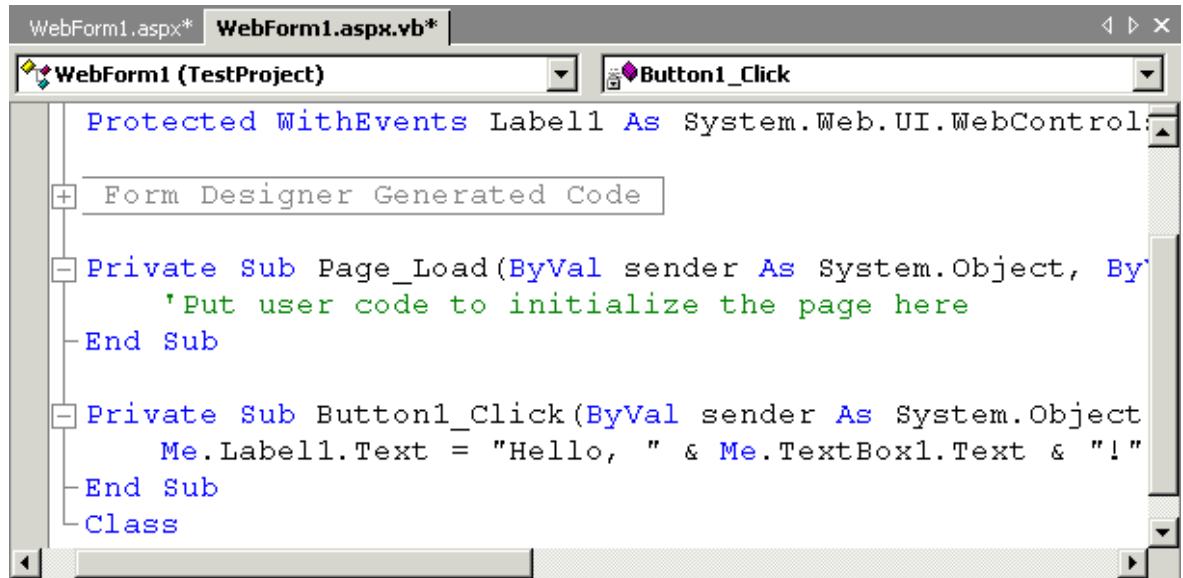 WebForm1.aspx* WebForm1.aspx.vb*
WebForm1 (TestProject) Button1_Click
Protected WithEvents Label1 As System.Web.UI.WebControl
Form Designer Generated Code
Private Sub Page_Load(ByVal sender As System.Object, By
'Put user code to initialize the page here
End Sub
Private Sub Button1_Click(ByVal sender As System.Object
Me.Label1.Text = "Hello, " & Me.TextBox1.Text & "!"
End Sub
Class